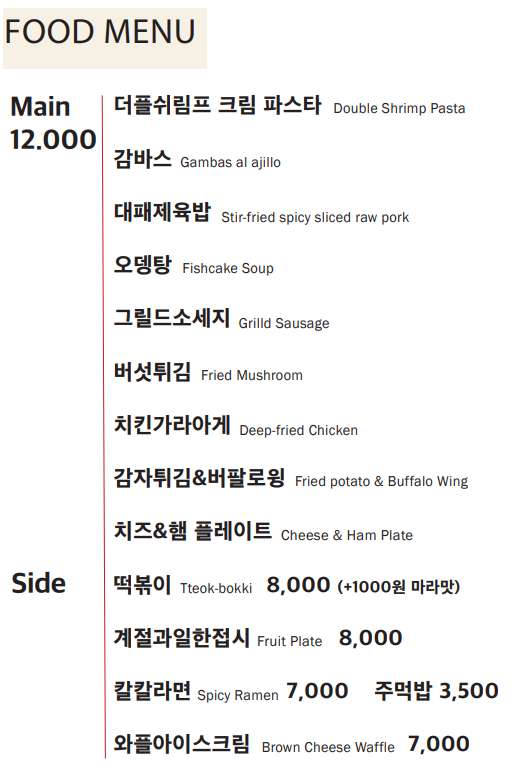 FOOD MENU
Main
12.000
더플쉬림프 크림 파스타 Double Shrimp Pasta
감바스 Gambas al ajillo
대패제육밥 Stir-fried spicy sliced raw pork
오뎅탕 Fishcake Soup
그릴드소세지 Grilld Sausage
버섯튀김 Fried Mushroom
치킨가라아게 Deep-fried Chicken
감자튀김&버팔로윙 Fried potato & Buffalo Wing
치즈&햄 플레이트 Cheese & Ham Plate
Side
떡볶이 Tteok-bokki 8,000 (+1000원 마라맛)
계절과일한접시 Fruit Plate 8,000
칼칼라면 Spicy Ramen 7,000 주먹밥 3,500
와플아이스크림 Brown Cheese Waffle 7,000